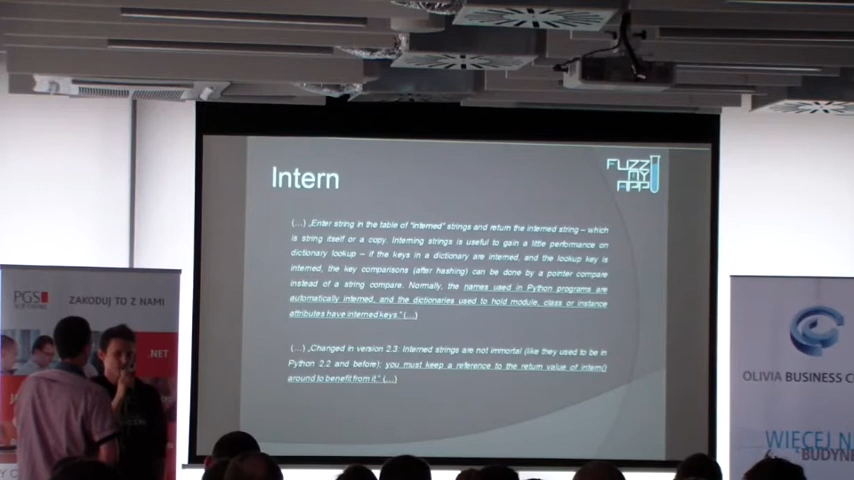 Intern
FUZZ
MY
APP
(…) „Enter string in the table of “interned” strings and return the interned string – which
is string itself or a copy. Interning strings is useful to gain a little performance on
dictionary lookup – if the keys in a dictionary are interned, and the lookup key is
interned, the key comparisons (after hashing) can be done by a pointer compare
instead of a string compare. Normally, the names used in Python programs are
automatically interned, and the dictionaries used to hold module, class or instance
attributes have interned keys.” (…)
(…) „Changed in version 2.3: Interned strings are not immortal (like they used to be in
Python 2.2 and before); you must keep a reference to the return value of intern()
around to benefit from it.” (…)
PGS
SOFTWARE
ZAKODUJ TO Z NAMI
.NET
OLIVIA BUSINESS C
WIĘCEJ N
BUDYNE